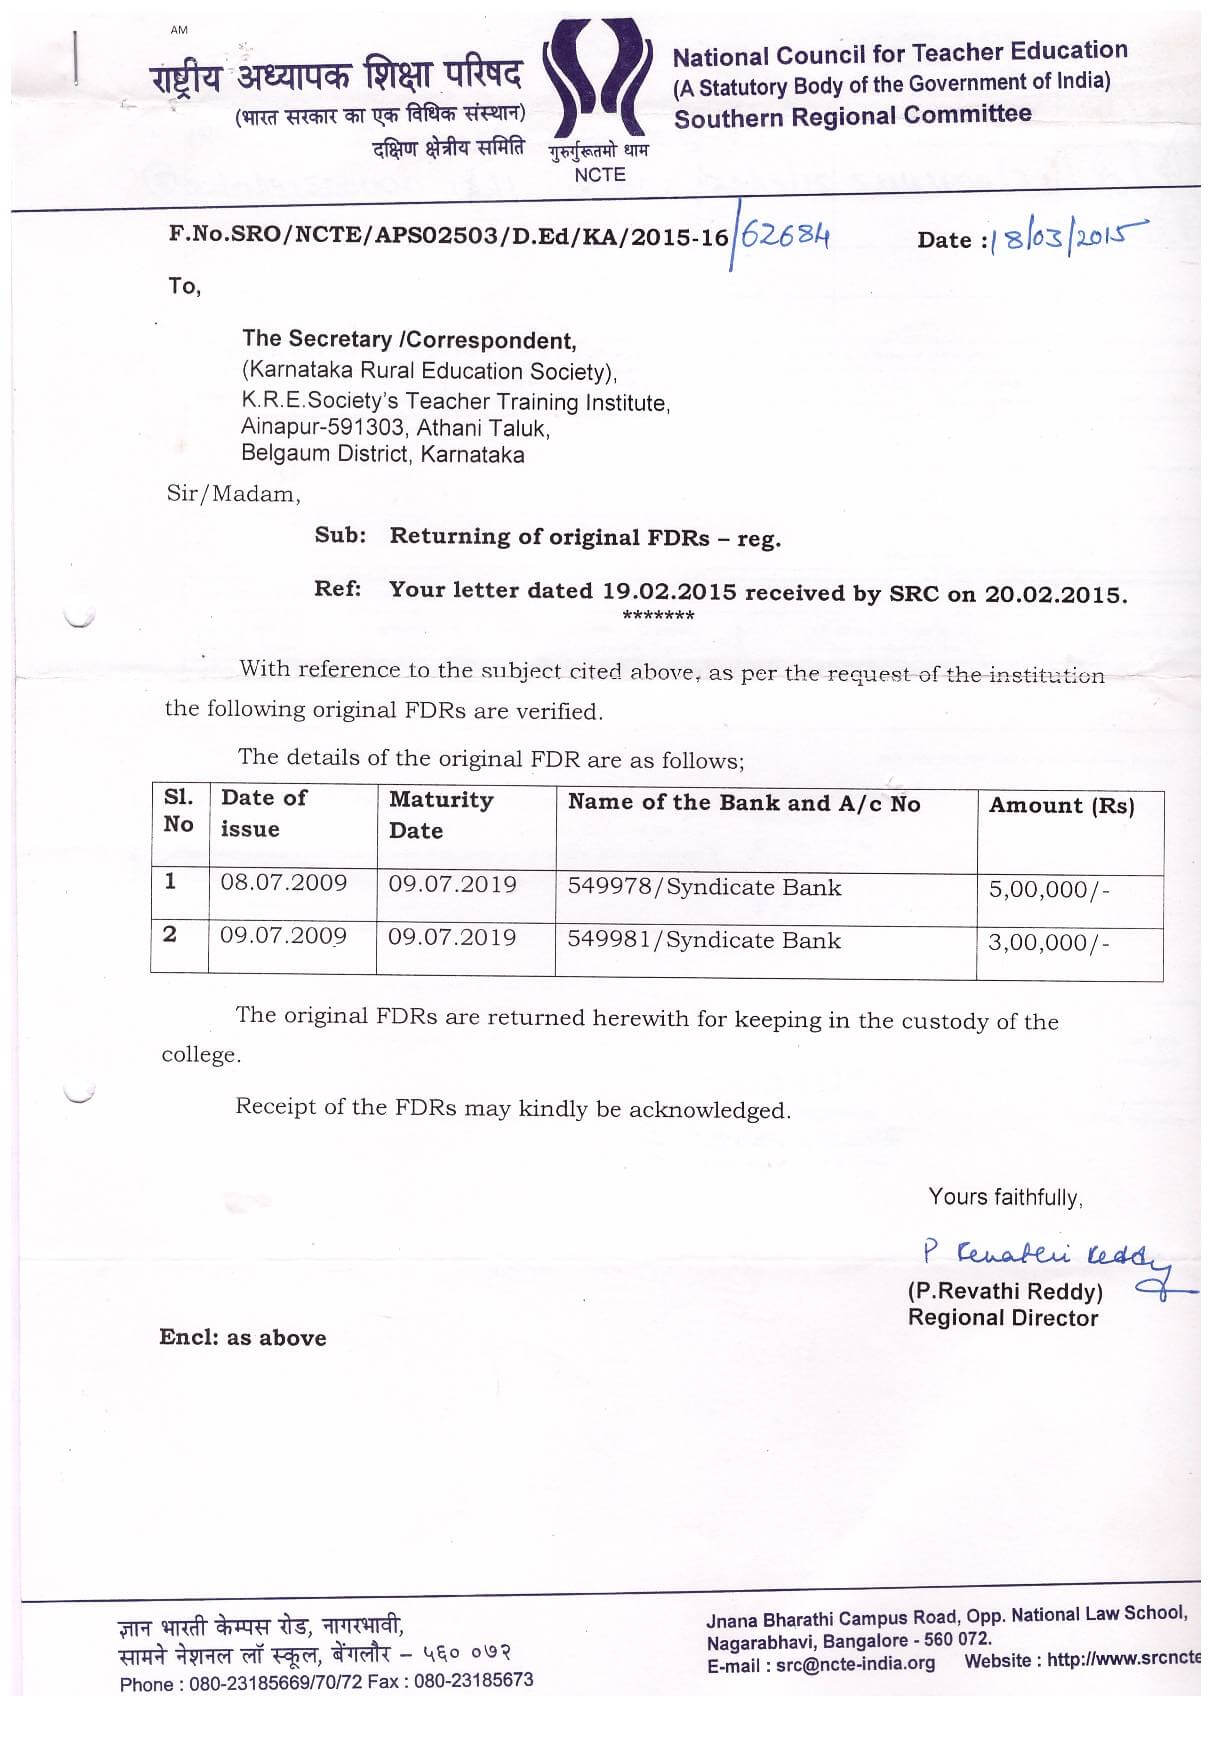 AM
राष्ट्रीय अध्यापक शिक्षा परिषद
(भारत सरकार का एक विधिक संस्थान)
दक्षिण क्षेत्रीय समिति
गुरुर्गुरूतमो धाम
NCTE
National Council for Teacher Education
(A Statutory Body of the Government of India)
Southern Regional Committee
F.No.SRO/NCTE/APS02503/D.Ed/KA/2015-16/62684 Date :18/03/2015
To,
The Secretary /Correspondent,
(Karnataka Rural Education Society),
K.R.E.Society's Teacher Training Institute,
Ainapur-591303, Athani Taluk,
Belgaum District, Karnataka
Sir/Madam,
Sub: Returning of original FDRs – reg.
Ref: Your letter dated 19.02.2015 received by SRC on 20.02.2015.
*******
With reference to the subject cited above, as per the request of the institution
the following original FDRs are verified.
The details of the original FDR are as follows;
Sl. No Date of issue Maturity Date Name of the Bank and A/c No Amount (Rs)
1 08.07.2009 09.07.2019 549978/Syndicate Bank 5,00,000/-
2 09.07.2009 09.07.2019 549981/Syndicate Bank 3,00,000/-
The original FDRs are returned herewith for keeping in the custody of the
college.
Receipt of the FDRs may kindly be acknowledged.
Yours faithfully,
P Revathi Reddy
(P.Revathi Reddy)
Regional Director
Encl: as above
ज्ञान भारती केम्पस रोड, नागरभावी,
सामने नेशनल लॉ स्कूल, बेंगलौर – ५६० ०७२
Phone : 080-23185669/70/72 Fax : 080-23185673
Jnana Bharathi Campus Road, Opp. National Law School,
Nagarabhavi, Bangalore - 560 072.
E-mail : src@ncte-india.org Website : http://www.srcncte